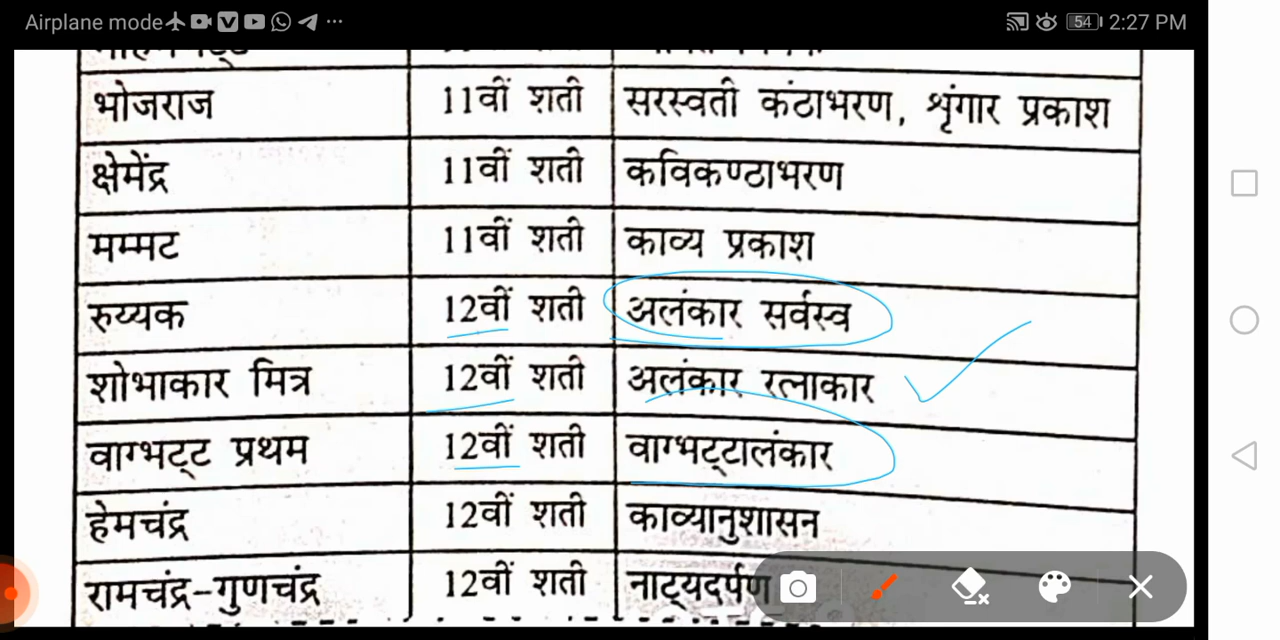 Airplane mode ... 54 2:27 PM
भोजराज 11वीं शती सरस्वती कंठाभरण, शृंगार प्रकाश
क्षेमेंद्र 11वीं शती कविकण्ठाभरण
मम्मट 11वीं शती काव्य प्रकाश
रुय्यक 12वीं शती अलंकार सर्वस्व
शोभाकार मित्र 12वीं शती अलंकार रत्नाकार
वाग्भट्ट प्रथम 12वीं शती वाग्भट्टालंकार
हेमचंद्र 12वीं शती काव्यानुशासन
रामचंद्र-गुणचंद्र 12वीं शती नाट्यदर्पण